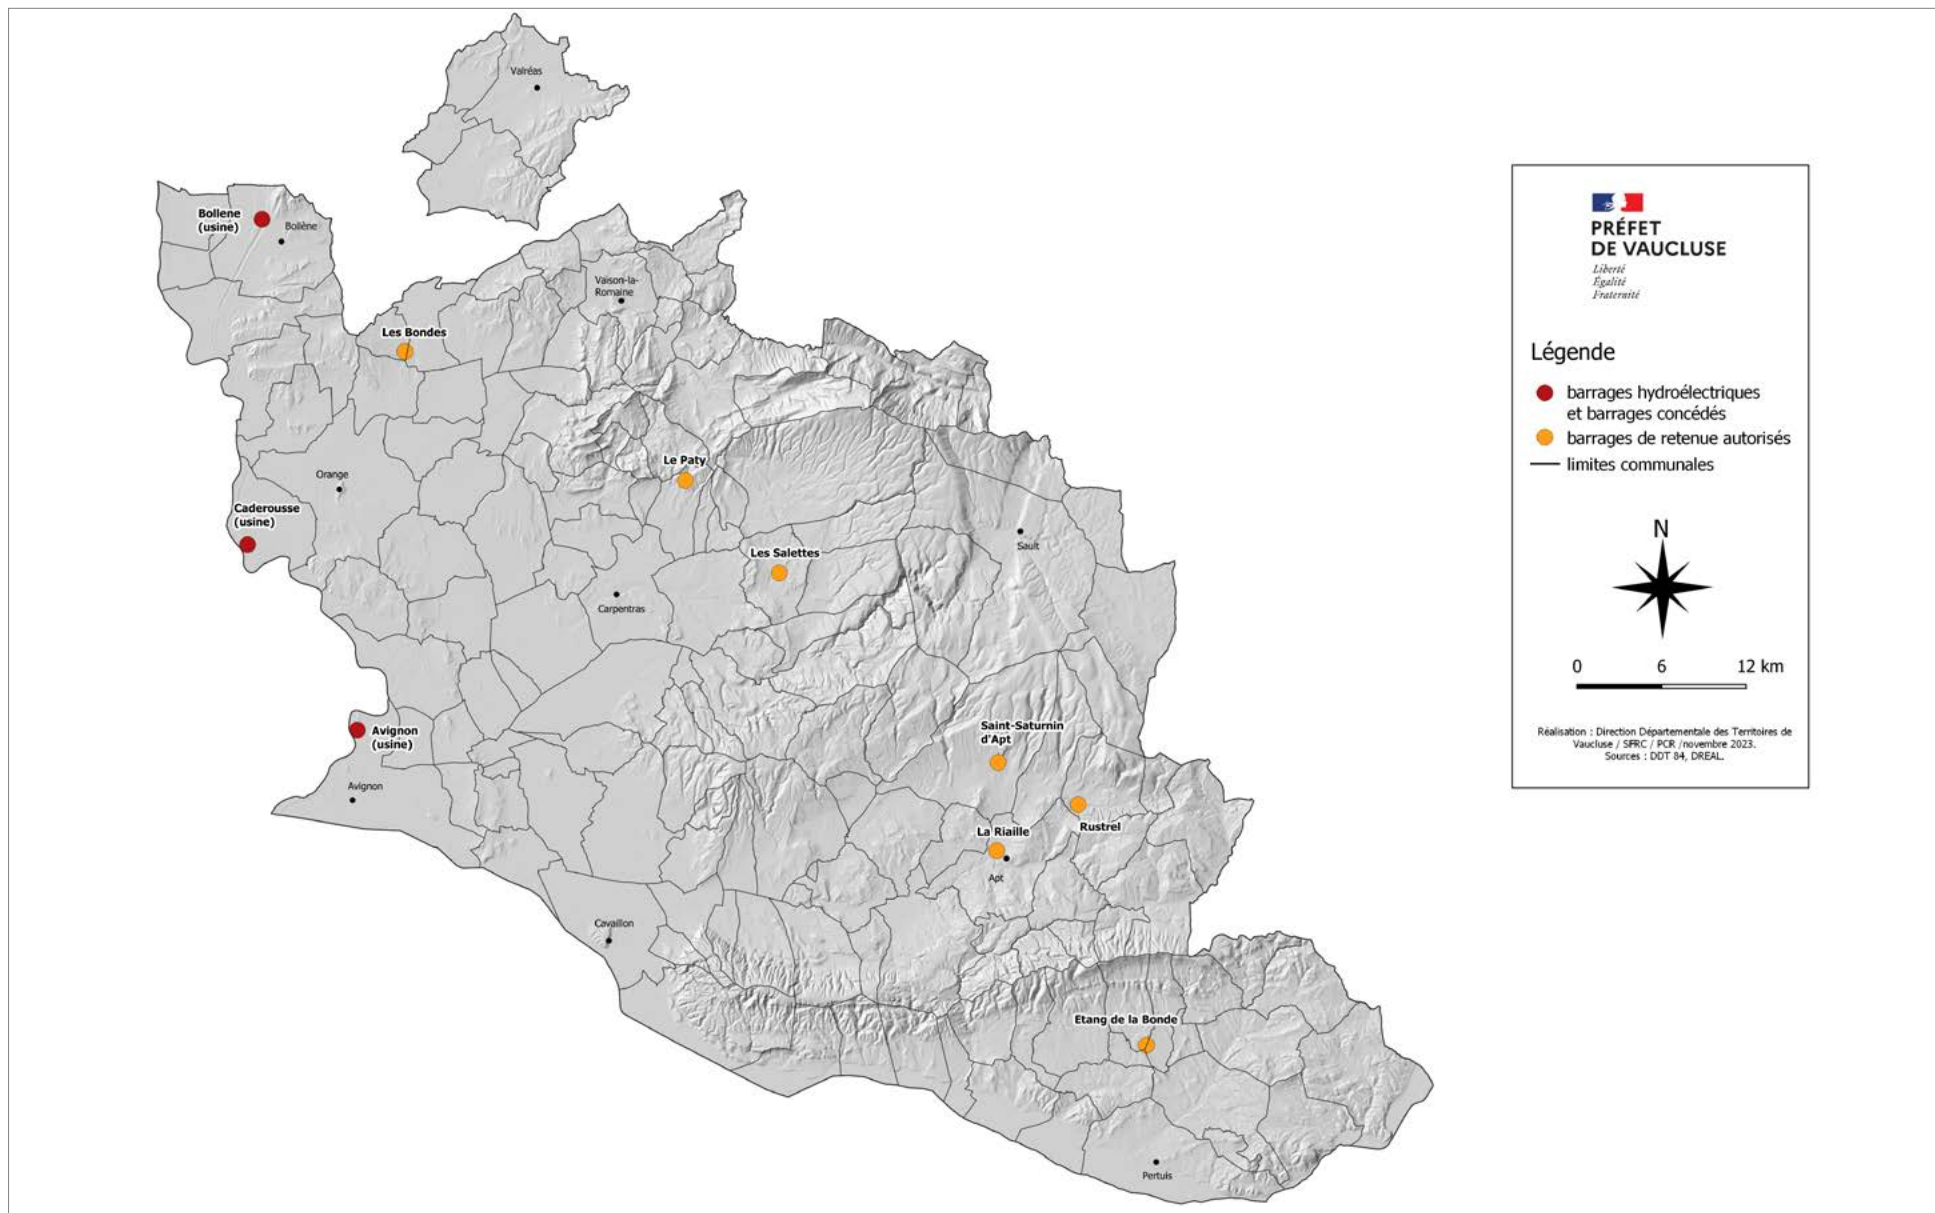 Valréas
Bollene
(usine)
Bollène
Vaison-la-
Romaine
Les Bondes
Le Paty
Orange
Caderousse
(usine)
Les Salettes
Sault
Carpentras
Avignon
(usine)
Avignon
Saint-Saturnin
d'Apt
Rustrel
La Riaille
Apt
Cavaillon
Etang de la Bonde
Pertuis
PRÉFET
DE VAUCLUSE
Liberté
Égalité
Fraternité
Légende
barrages hydroélectriques
et barrages concédés
barrages de retenue autorisés
limites communales
N
0 6 12 km
Réalisation : Direction Départementale des Territoires de
Vaucluse / SFRC / PCR /novembre 2023.
Sources : DDT 84, DREAL.